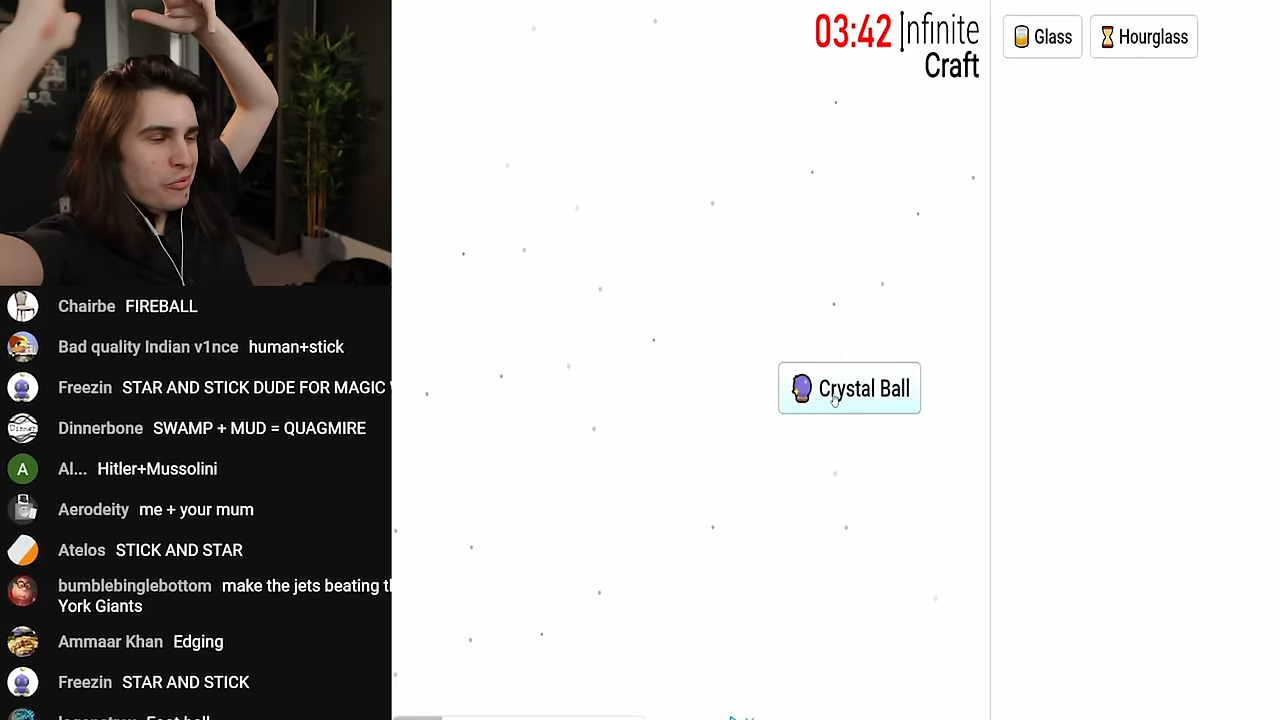 03:42 Infinite
Craft
Glass
Hourglass
Crystal Ball
Chairbe FIREBALL
Bad quality Indian v1nce human+stick
Freezin STAR AND STICK DUDE FOR MAGIC
Dinnerbone SWAMP + MUD = QUAGMIRE
A
Al... Hitler+Mussolini
Aerodeity me + your mum
Atelos STICK AND STAR
bumblebinglebottom make the jets beating
York Giants
Ammaar Khan Edging
Freezin STAR AND STICK